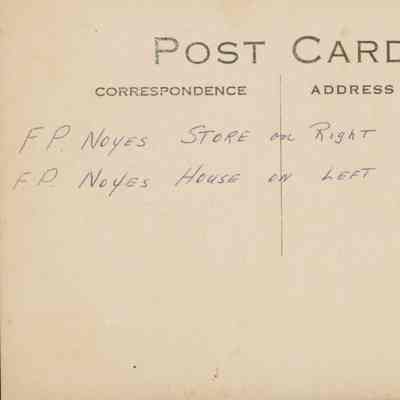 POST CARD
CORRESPONDENCE ADDRESS
F.P. NOYES STORE on Right
F.P. NOYES HOUSE ON LEFT